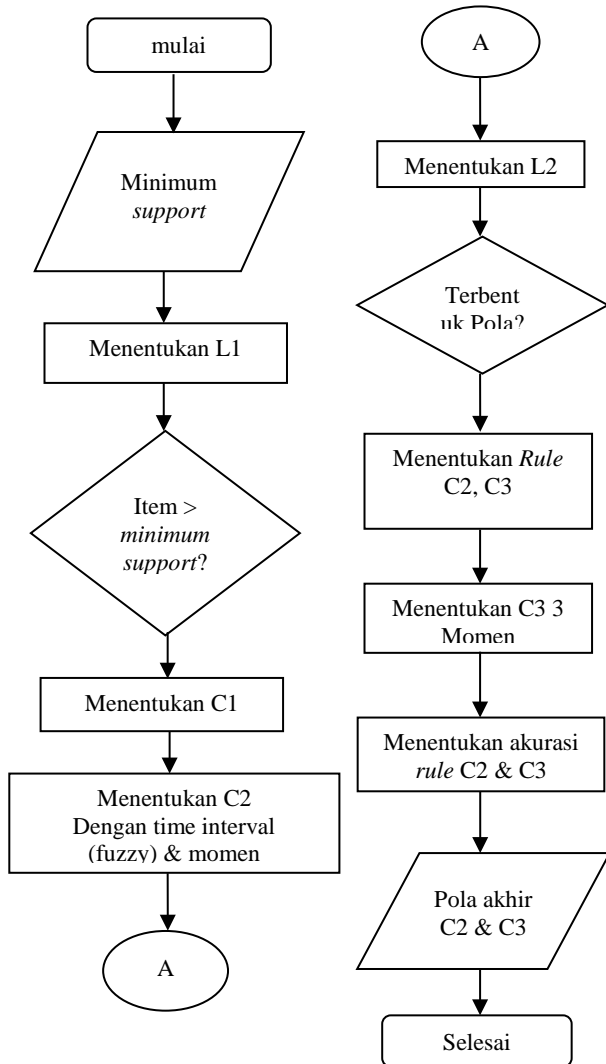 mulai
Minimum
support
Menentukan L1
Item >
minimum
support?
Menentukan C1
Menentukan C2
Dengan time interval
(fuzzy) & momen
A
A
Menentukan L2
Terbent
uk Pola?
Menentukan Rule
C2, C3
Menentukan C3 3
Momen
Menentukan akurasi
rule C2 & C3
Pola akhir
C2 & C3
Selesai